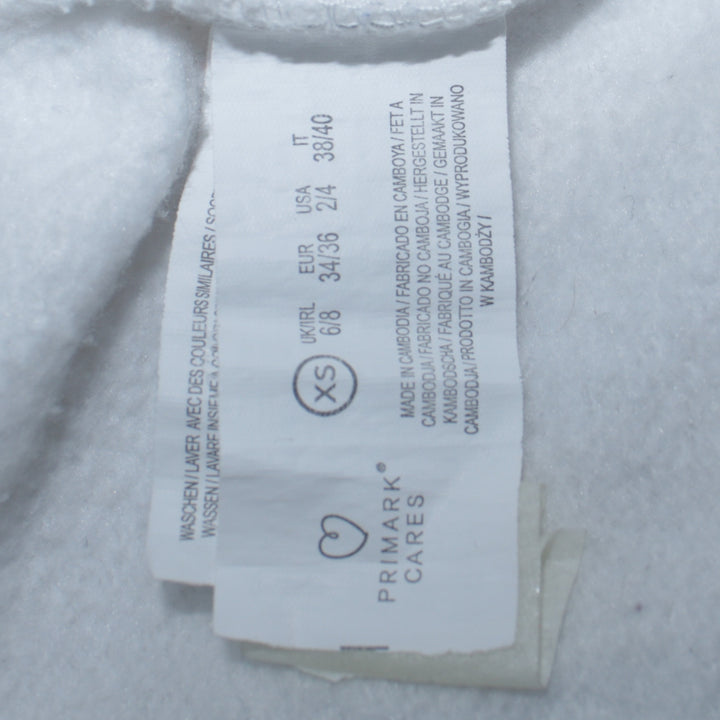 PRIMARK®
CARES
XS
UK/IRL EUR USA IT
6/8 34/36 2/4 38/40
MADE IN CAMBODIA / FABRICADO EN CAMBOYA / FET A
CAMBODJA / FABRICADO NO CAMBOJA / HERGESTELLT IN
KAMBODSCHA / FABRIQUÉ AU CAMBODGE / GEMAAKT IN
CAMBODJA / PRODOTTO IN CAMBOGIA / WYPRODUKOWANO
W KAMBODŻY /
WASCHEN / LAVER AVEC DES COULEURS SIMILAIRES /
WASSEN / LAVARE INSIEME A